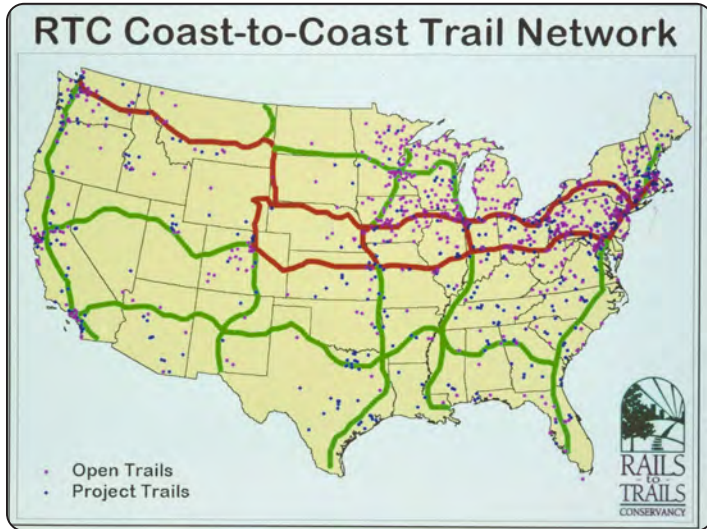 RTC Coast-to-Coast Trail Network
Open Trails
Project Trails
RAILS
to
TRAILS
CONSERVANCY